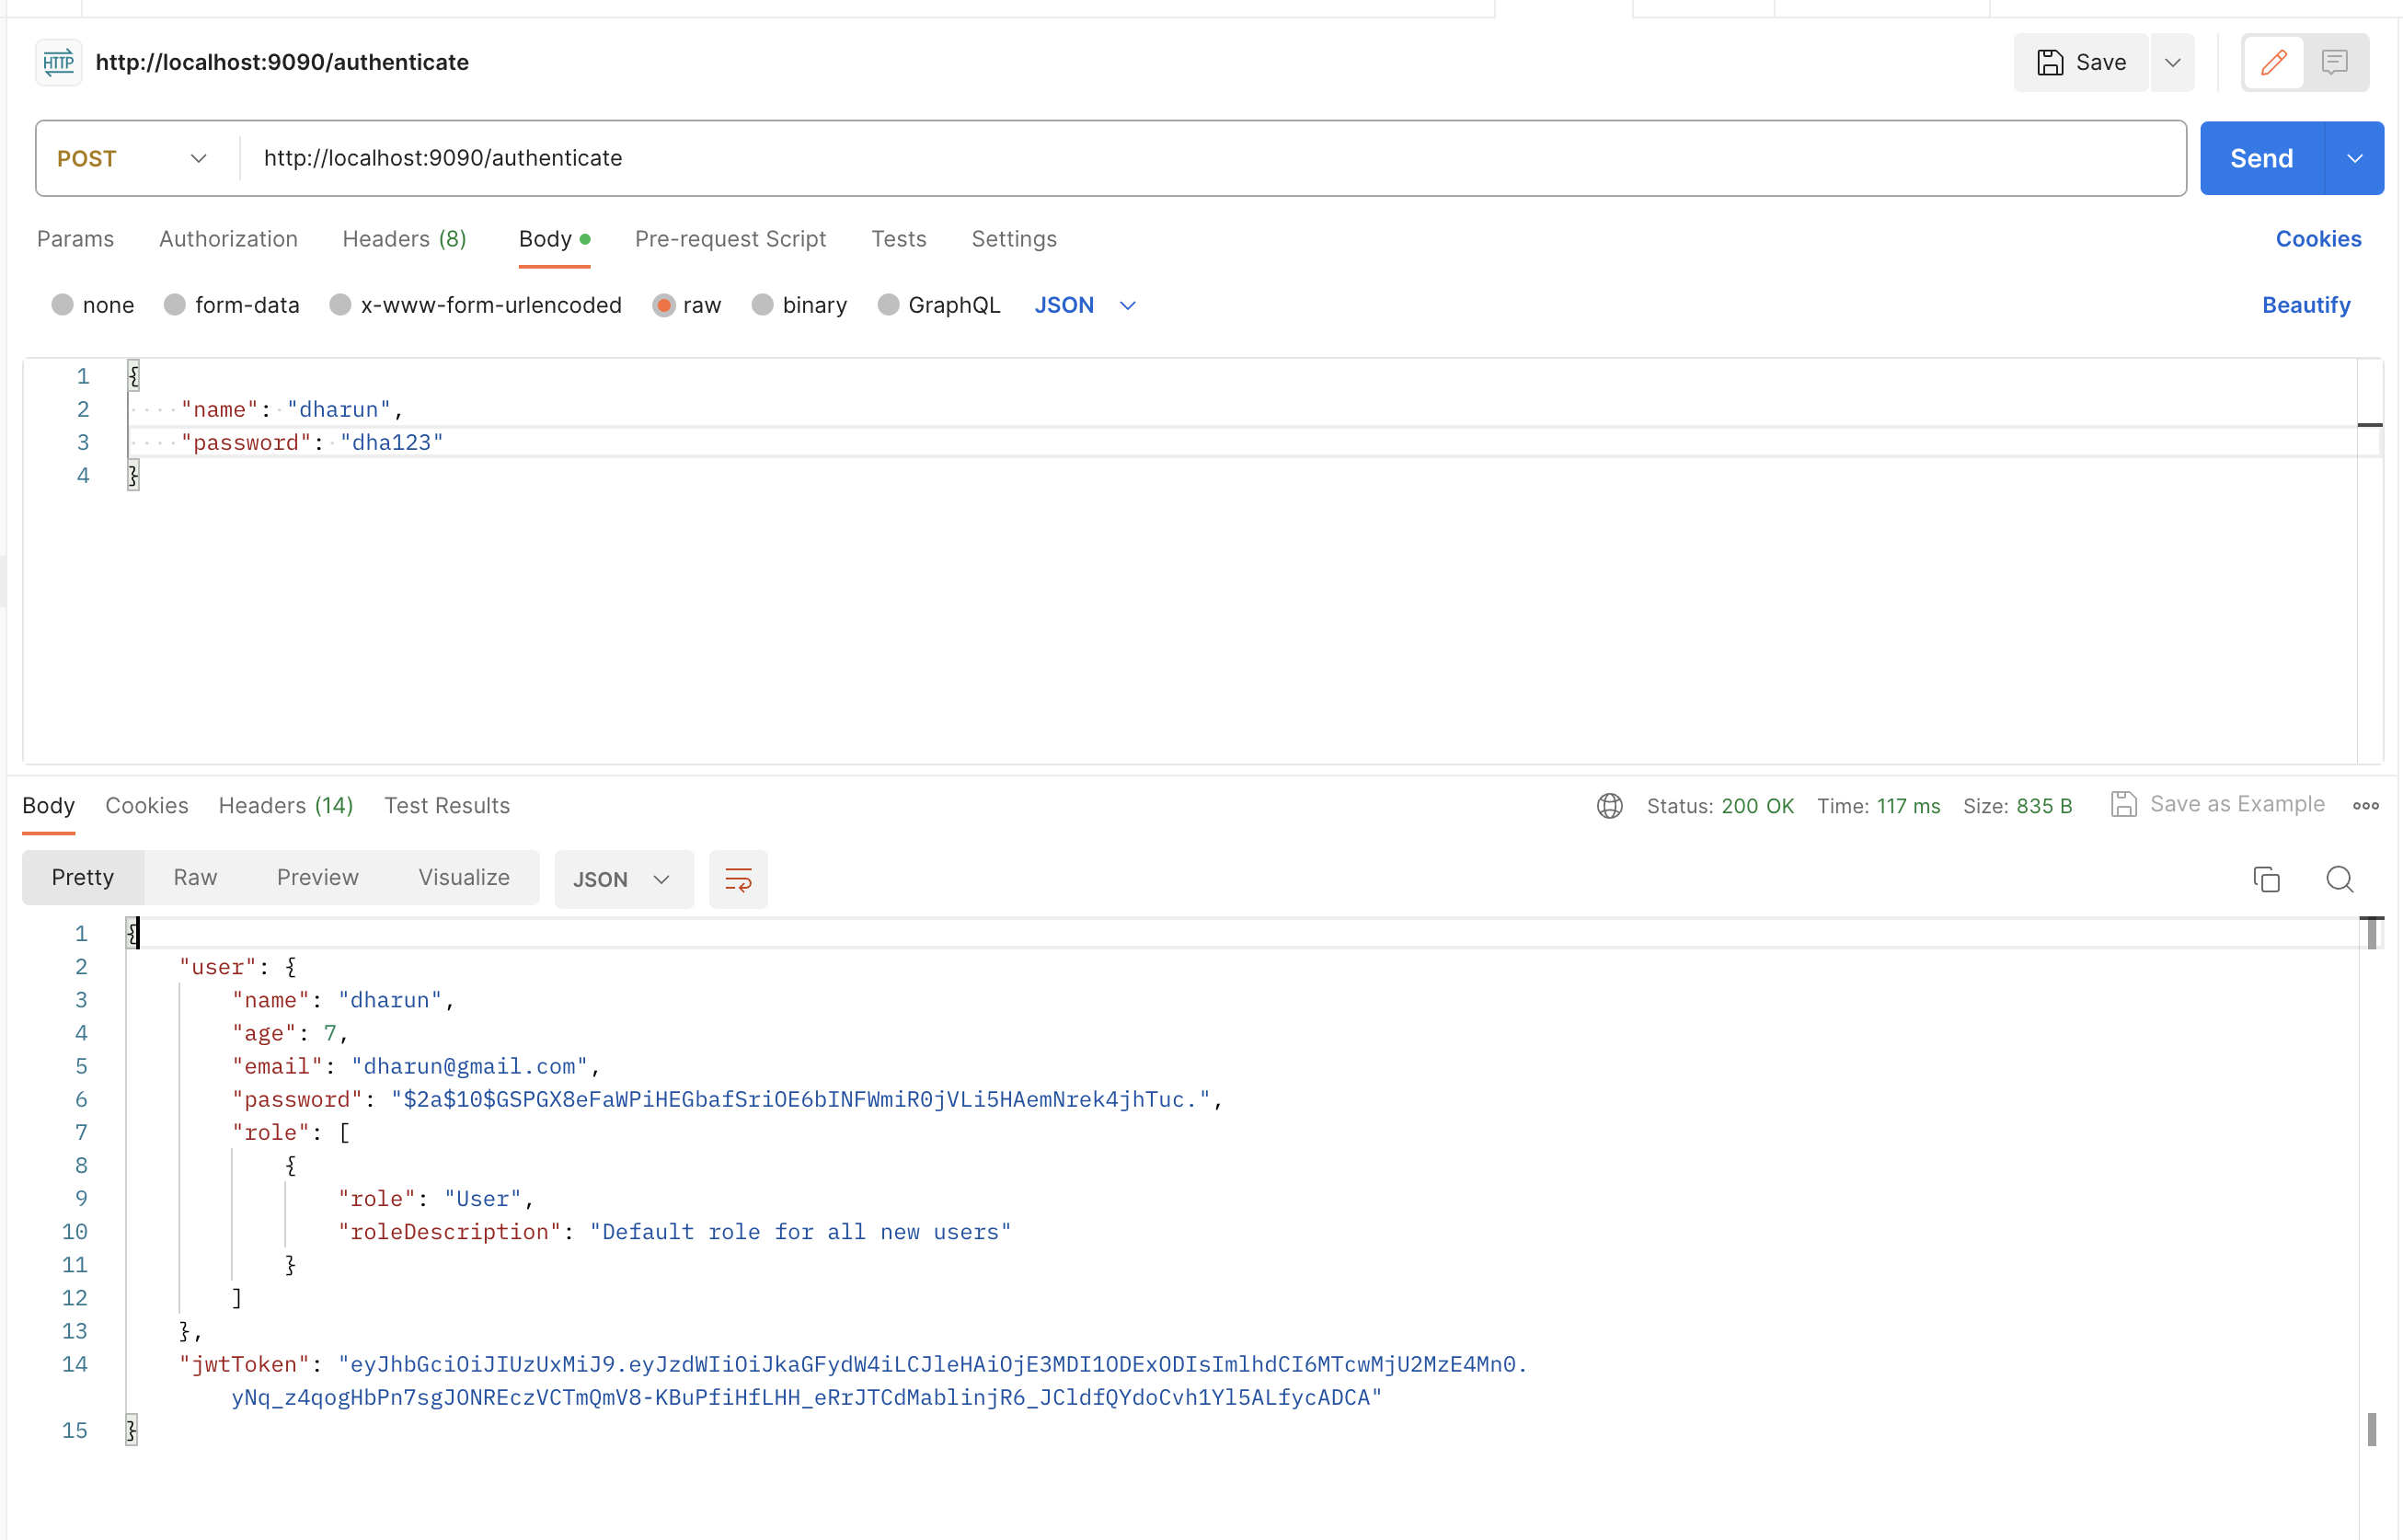 HTTP http://localhost:9090/authenticate Save
POST http://localhost:9090/authenticate Send
Params Authorization Headers (8) Body Pre-request Script Tests Settings Cookies
none form-data x-www-form-urlencoded raw binary GraphQL JSON Beautify
1 {
2 "name": "dharun",
3 "password": "dha123"
4 }
Body Cookies Headers (14) Test Results Status: 200 OK Time: 117 ms Size: 835 B Save as Example
Pretty Raw Preview Visualize JSON
1 {
2 "user": {
3 "name": "dharun",
4 "age": 7,
5 "email": "dharun@gmail.com",
6 "password": "$2a$10$GSPGX8eFaWPiHEGbafSriOE6bINFWmiR0jVLi5HAemNrek4jhTuc.",
7 "role": [
8 {
9 "role": "User",
10 "roleDescription": "Default role for all new users"
11 }
12 ]
13 },
14 "jwtToken": "eyJhbGciOiJIUzUxMiJ9.eyJzdWIiOiJkaGFydW4iLCJleHAiOjE3MDI1ODExODIsImlhdCI6MTcwMjU2MzE4Mn0.
yNq_z4qogHbPn7sgJONREczVCTmQmV8-KBuPfiHfLHH_eRrJTCdMablinjR6_JCldfQYdoCvh1Yl5ALfycADCA"
15 }